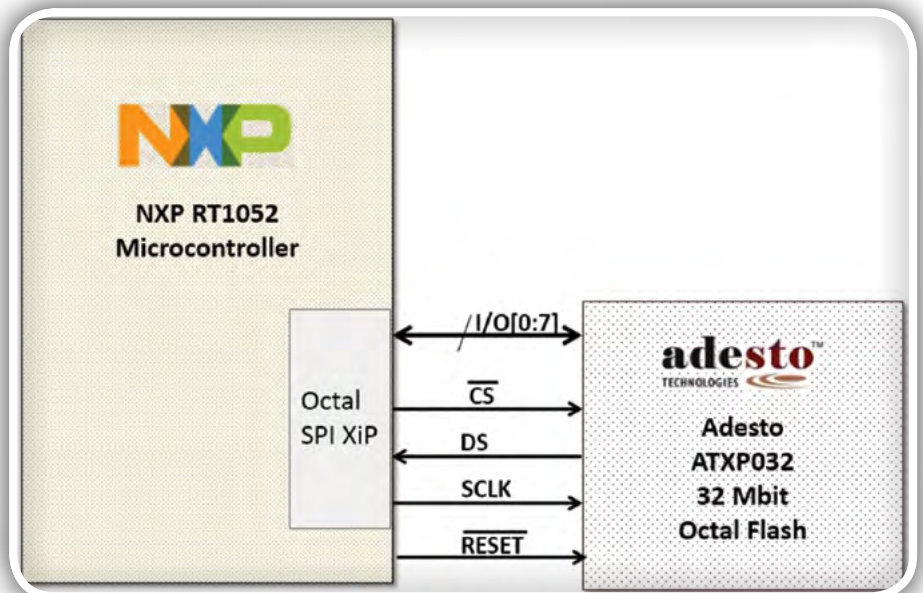 NXP
NXP RT1052
Microcontroller
Octal
SPI XiP
I/O[0:7]
CS
DS
SCLK
RESET
adesto™
TECHNOLOGIES
Adesto
ATXP032
32 Mbit
Octal Flash